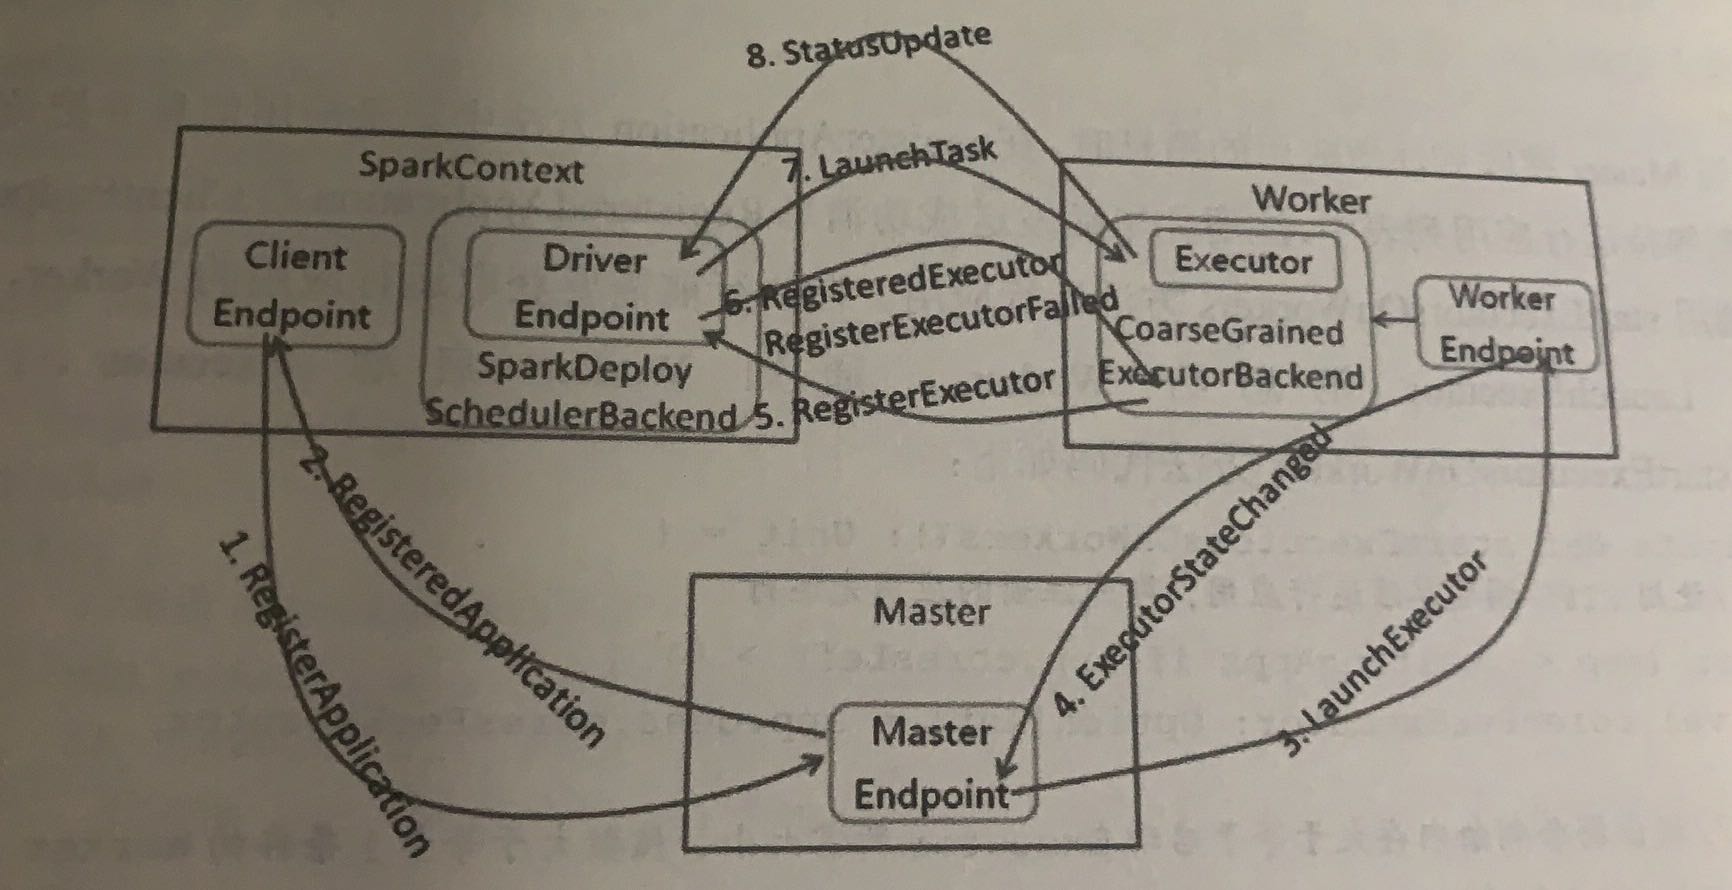 8. StatusUpdate
7. LaunchTask
SparkContext
Worker
Client
Endpoint
Driver
Endpoint
SparkDeploy
SchedulerBackend
6. RegisteredExecutor
RegisterExecutorFailed
5. RegisterExecutor
Executor
CoarseGrained
ExecutorBackend
Worker
Endpoint
2. RegisteredApplication
1. RegisterApplication
4. ExecutorStateChanged
3. LaunchExecutor
Master
Master
Endpoint